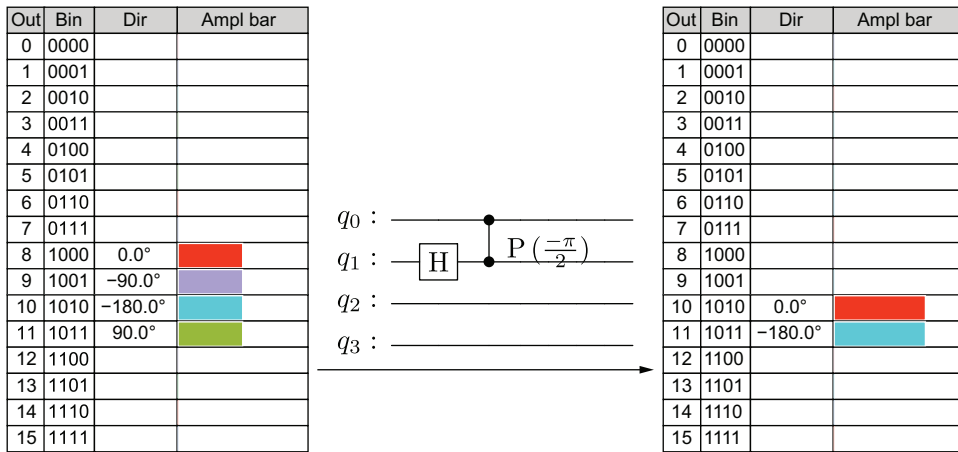 Out Bin Dir Ampl bar
0 0000
1 0001
2 0010
3 0011
4 0100
5 0101
6 0110
7 0111
8 1000 0.0°
9 1001 −90.0°
10 1010 −180.0°
11 1011 90.0°
12 1100
13 1101
14 1110
15 1111
q0 :
q1 : H P(−π/2)
q2 :
q3 :
Out Bin Dir Ampl bar
0 0000
1 0001
2 0010
3 0011
4 0100
5 0101
6 0110
7 0111
8 1000
9 1001
10 1010 0.0°
11 1011 −180.0°
12 1100
13 1101
14 1110
15 1111